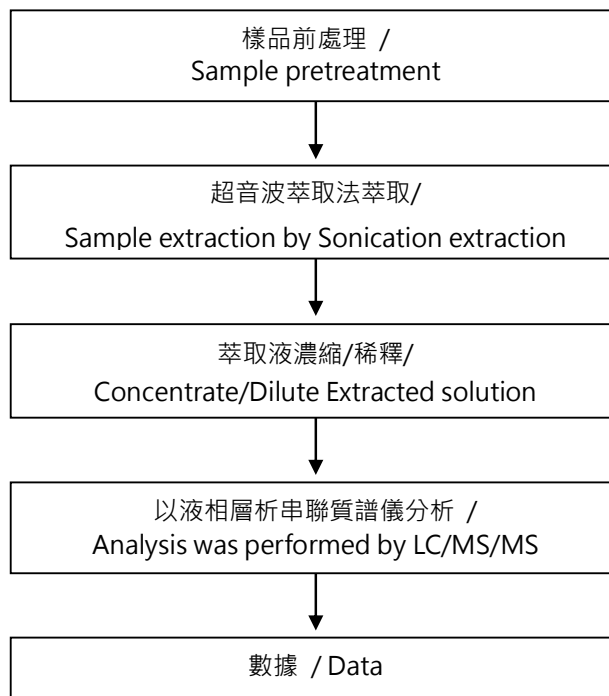 樣品前處理 /
Sample pretreatment
超音波萃取法萃取/
Sample extraction by Sonication extraction
萃取液濃縮/稀釋/
Concentrate/Dilute Extracted solution
以液相層析串聯質譜儀分析 /
Analysis was performed by LC/MS/MS
數據 / Data